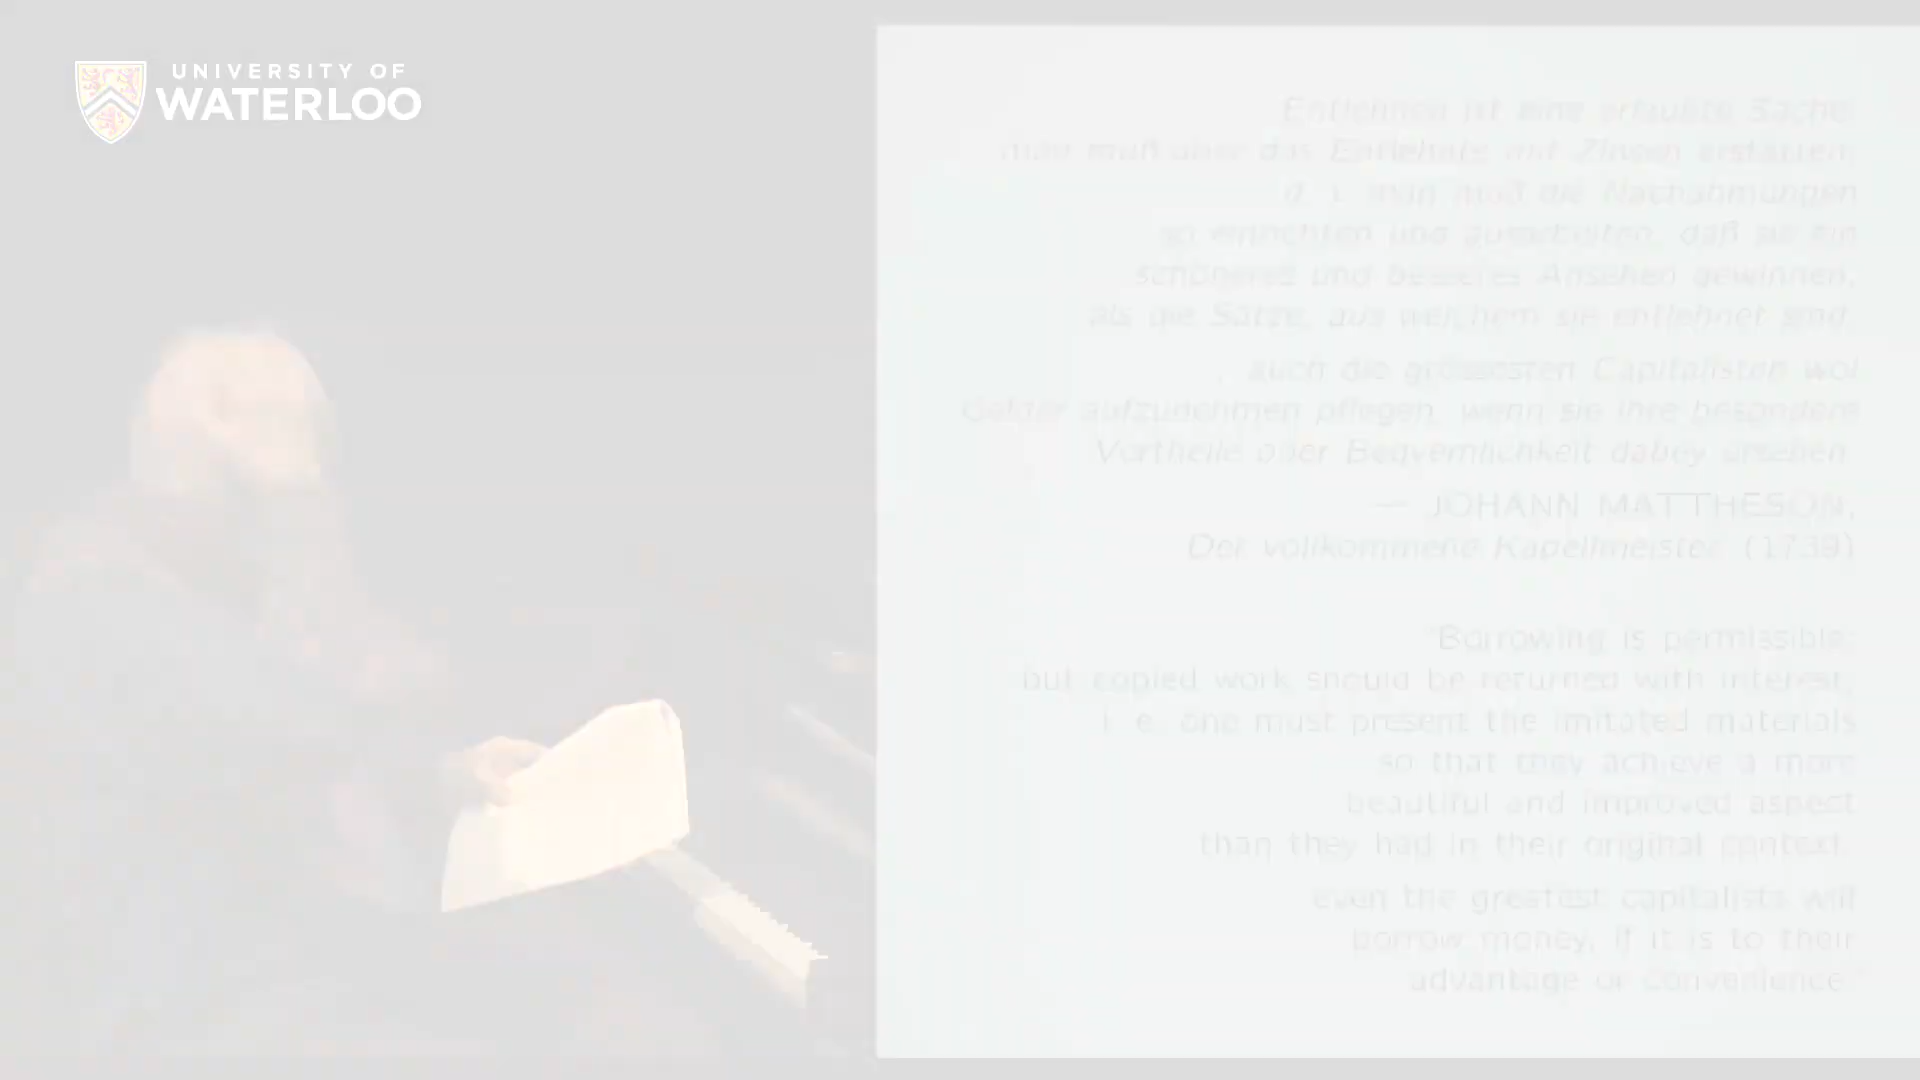 UNIVERSITY OF
WATERLOO
Entlehnen ist eine erlaubte Sache;
man muß aber das Entlehnte mit Zinsen erstatten,
d. i. man muß die Nachahmungen
so einrichten und ausarbeiten, daß sie ein
schöneres und besseres Ansehen gewinnen,
als die Sätze, aus welchem sie entlehnet sind.
auch die grössesten Capitalisten wol
Gelder aufzunehmen pflegen, wenn sie ihre besondere
Vortheile oder Beqvemlichkeit dabey ersehen.
— JOHANN MATTHESON,
Der vollkommene Kapellmeister (1739)
"Borrowing is permissible;
but copied work should be returned with interest,
i. e. one must present the imitated materials
so that they achieve a more
beautiful and improved aspect
than they had in their original context.
even the greatest capitalists will
borrow money, if it is to their
advantage or convenience."